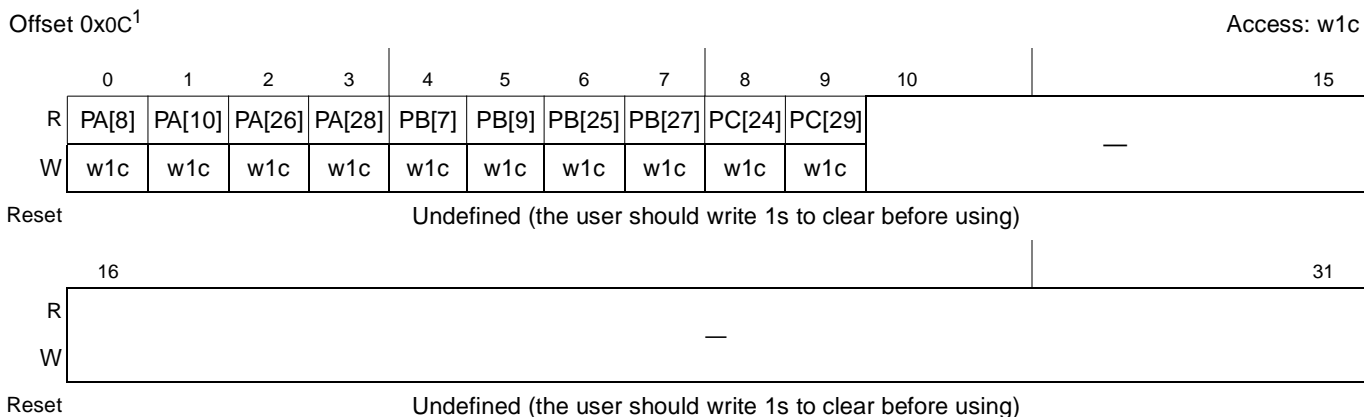 Offset 0x0C1 Access: w1c
0 1 2 3 4 5 6 7 8 9 10 15
R PA[8] PA[10] PA[26] PA[28] PB[7] PB[9] PB[25] PB[27] PC[24] PC[29] —
W w1c w1c w1c w1c w1c w1c w1c w1c w1c w1c
Reset Undefined (the user should write 1s to clear before using)
16 31
R
—
W
Reset Undefined (the user should write 1s to clear before using)